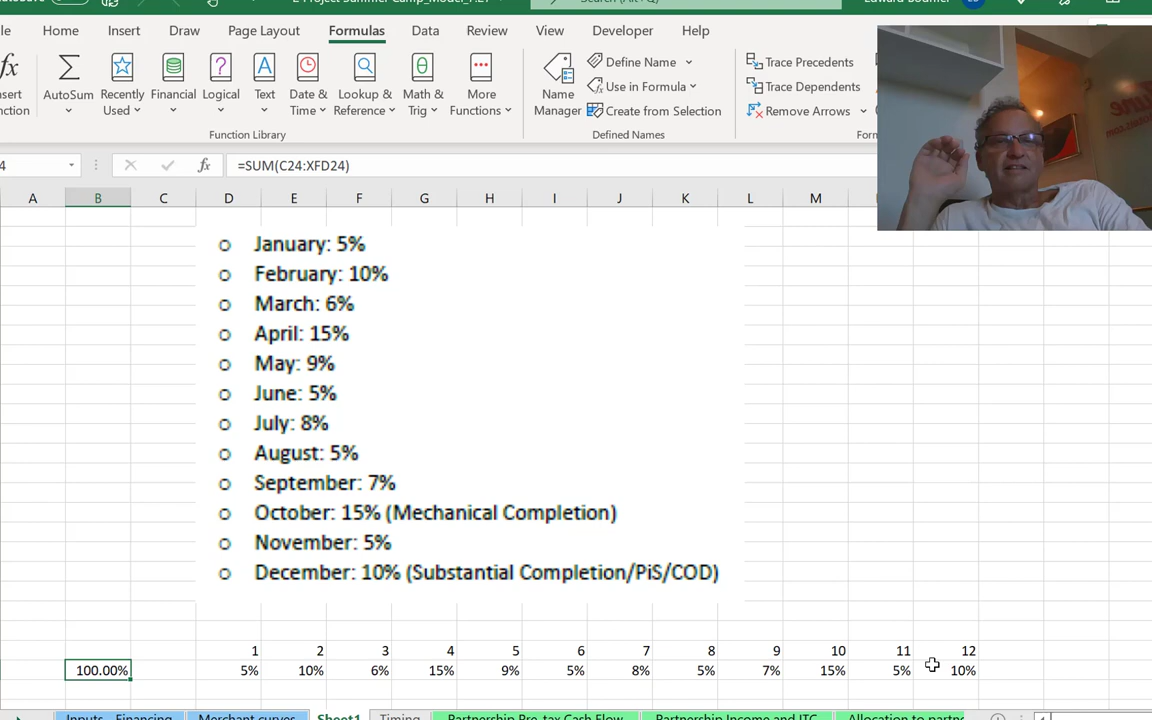 Home Insert Draw Page Layout Formulas Data Review View Developer Help
AutoSum Recently Used Financial Logical Text Date & Time Lookup & Reference Math & Trig More Functions
Function Library
Name Manager
Define Name
Use in Formula
Create from Selection
Defined Names
Trace Precedents
Trace Dependents
Remove Arrows
=SUM(C24:XFD24)
A B C D E F G H I J K L M
January: 5%
February: 10%
March: 6%
April: 15%
May: 9%
June: 5%
July: 8%
August: 5%
September: 7%
October: 15% (Mechanical Completion)
November: 5%
December: 10% (Substantial Completion/PiS/COD)
1 2 3 4 5 6 7 8 9 10 11 12
100.00% 5% 10% 6% 15% 9% 5% 8% 5% 7% 15% 5% 10%
Inputs - Financing Merchant curves Sheet1 Timing Partnership Pre-tax Cash Flow Partnership Income and ITC